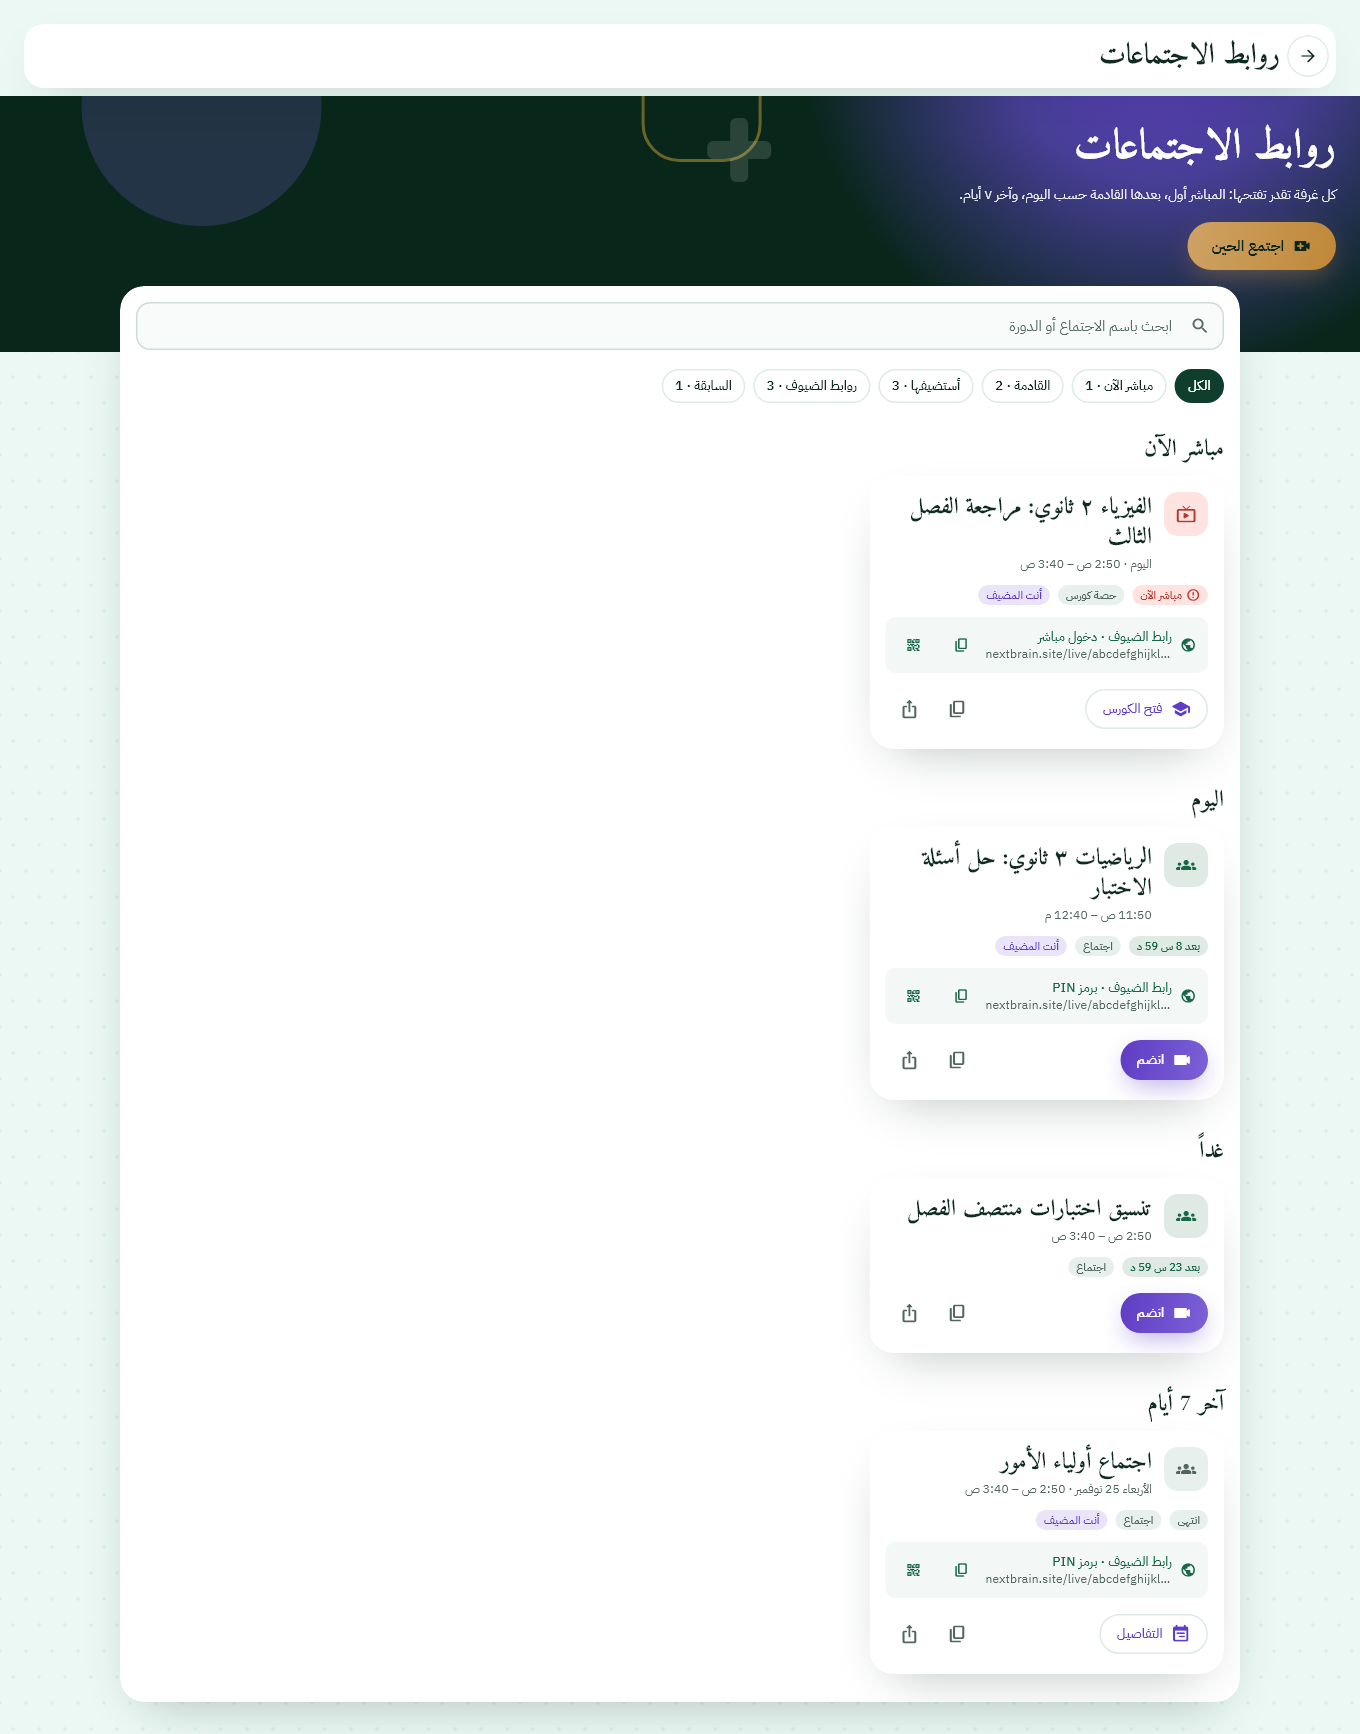 روابط الاجتماعات
روابط الاجتماعات
كل غرفة تقدر تفتحها: المباشر أول، بعدها القادمة حسب اليوم، وآخر ٧ أيام.
اجتمع الحين
ابحث باسم الاجتماع أو الدورة
الكل
مباشر الآن · 1
القادمة · 2
أستضيفها · 3
روابط الضيوف · 3
السابقة · 1
مباشر الآن
الفيزياء ٢ ثانوي: مراجعة الفصل
الثالث
اليوم · 2:50 ص – 3:40 ص
مباشر الآن
حصة كورس
أنت المضيف
رابط الضيوف · دخول مباشر
nextbrain.site/live/abcdefghijkl...
فتح الكورس
اليوم
الرياضيات ٣ ثانوي: حل أسئلة
الاختبار
11:50 ص – 12:40 م
بعد 8 س 59 د
اجتماع
أنت المضيف
رابط الضيوف · برمز PIN
nextbrain.site/live/abcdefghijkl...
انضم
غداً
تنسيق اختبارات منتصف الفصل
2:50 ص – 3:40 ص
بعد 23 س 59 د
اجتماع
انضم
آخر 7 أيام
اجتماع أولياء الأمور
الأربعاء 25 نوفمبر · 2:50 ص – 3:40 ص
انتهى
اجتماع
أنت المضيف
رابط الضيوف · برمز PIN
nextbrain.site/live/abcdefghijkl...
التفاصيل